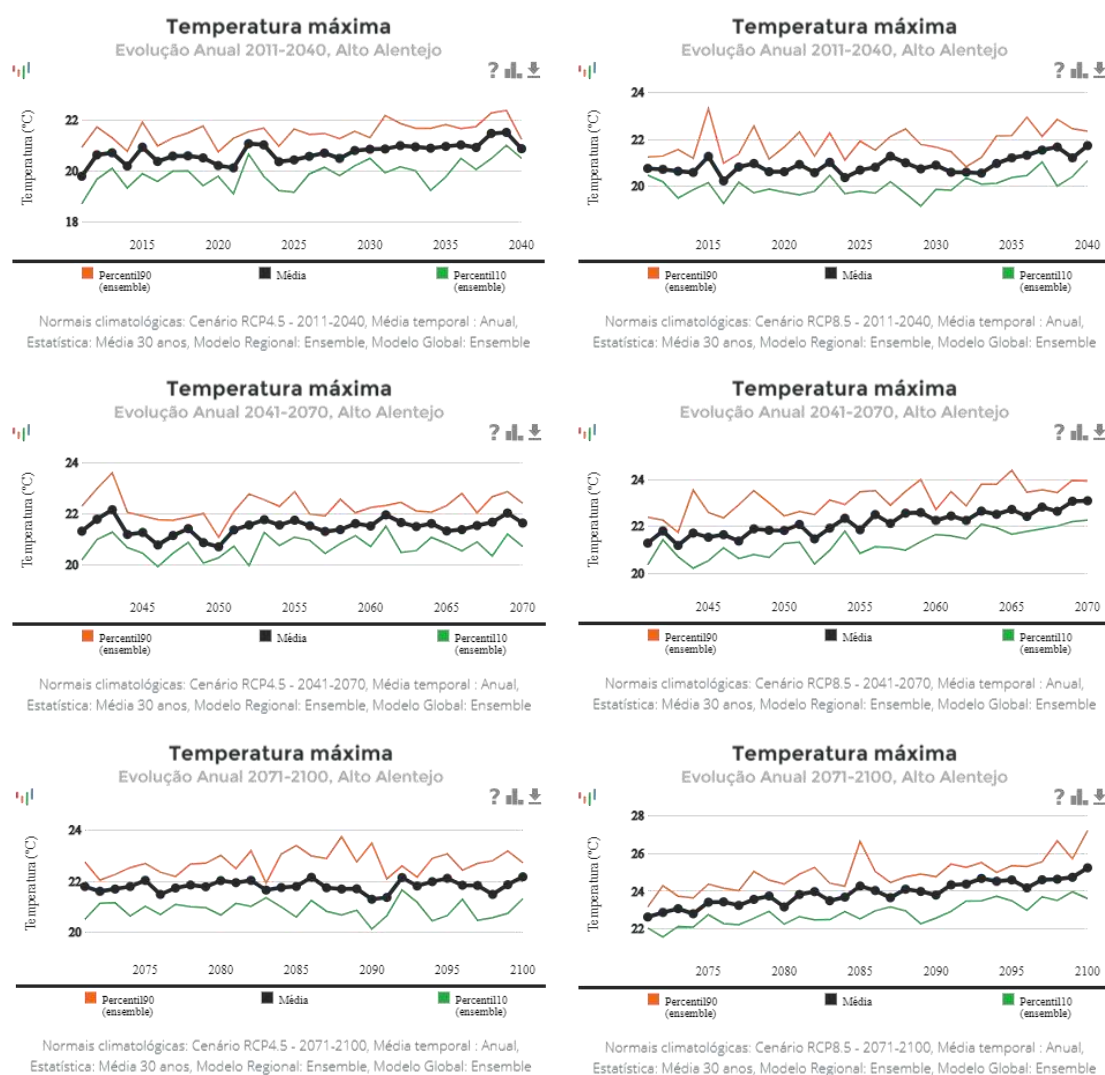 Temperatura máxima
Evolução Anual 2011-2040, Alto Alentejo
?
Temperatura (°C)
22
20
18
2015
2020
2025
2030
2035
2040
Percentil90
(ensemble)
Média
Percentil10
(ensemble)
Normais climatológicas: Cenário RCP4.5 - 2011-2040, Média temporal : Anual,
Estatística: Média 30 anos, Modelo Regional: Ensemble, Modelo Global: Ensemble
Temperatura máxima
Evolução Anual 2011-2040, Alto Alentejo
?
Temperatura (°C)
24
22
20
2015
2020
2025
2030
2035
2040
Percentil90
(ensemble)
Média
Percentil10
(ensemble)
Normais climatológicas: Cenário RCP8.5 - 2011-2040, Média temporal : Anual,
Estatística: Média 30 anos, Modelo Regional: Ensemble, Modelo Global: Ensemble
Temperatura máxima
Evolução Anual 2041-2070, Alto Alentejo
?
Temperatura (°C)
24
22
20
2045
2050
2055
2060
2065
2070
Percentil90
(ensemble)
Média
Percentil10
(ensemble)
Normais climatológicas: Cenário RCP4.5 - 2041-2070, Média temporal : Anual,
Estatística: Média 30 anos, Modelo Regional: Ensemble, Modelo Global: Ensemble
Temperatura máxima
Evolução Anual 2041-2070, Alto Alentejo
?
Temperatura (°C)
24
22
20
2045
2050
2055
2060
2065
2070
Percentil90
(ensemble)
Média
Percentil10
(ensemble)
Normais climatológicas: Cenário RCP8.5 - 2041-2070, Média temporal : Anual,
Estatística: Média 30 anos, Modelo Regional: Ensemble, Modelo Global: Ensemble
Temperatura máxima
Evolução Anual 2071-2100, Alto Alentejo
?
Temperatura (°C)
24
22
20
2075
2080
2085
2090
2095
2100
Percentil90
(ensemble)
Média
Percentil10
(ensemble)
Normais climatológicas: Cenário RCP4.5 - 2071-2100, Média temporal : Anual,
Estatística: Média 30 anos, Modelo Regional: Ensemble, Modelo Global: Ensemble
Temperatura máxima
Evolução Anual 2071-2100, Alto Alentejo
?
Temperatura (°C)
28
26
24
22
2075
2080
2085
2090
2095
2100
Percentil90
(ensemble)
Média
Percentil10
(ensemble)
Normais climatológicas: Cenário RCP8.5 - 2071-2100, Média temporal : Anual,
Estatística: Média 30 anos, Modelo Regional: Ensemble, Modelo Global: Ensemble